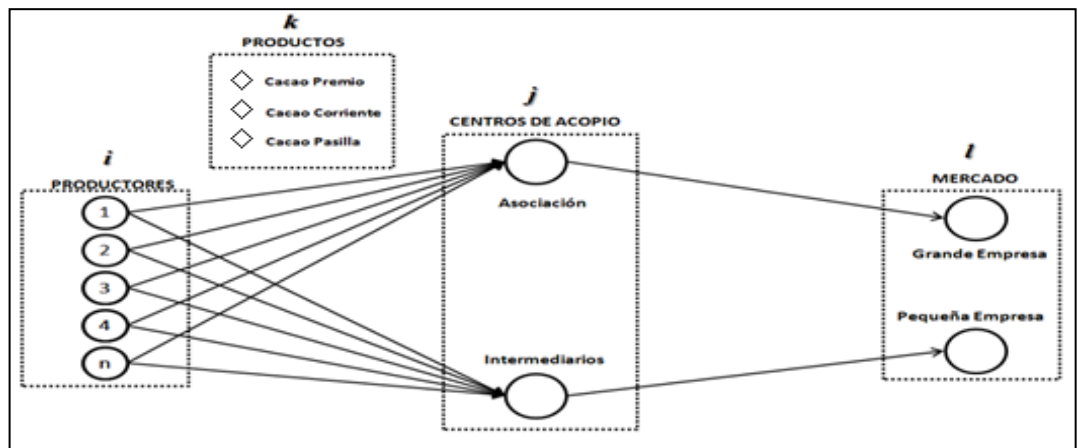 k
PRODUCTOS
Cacao Premio
Cacao Corriente
Cacao Pasilla
i
PRODUCTORES
1
2
3
4
n
j
CENTROS DE ACOPIO
Asociación
Intermediarios
l
MERCADO
Grande Empresa
Pequeña Empresa